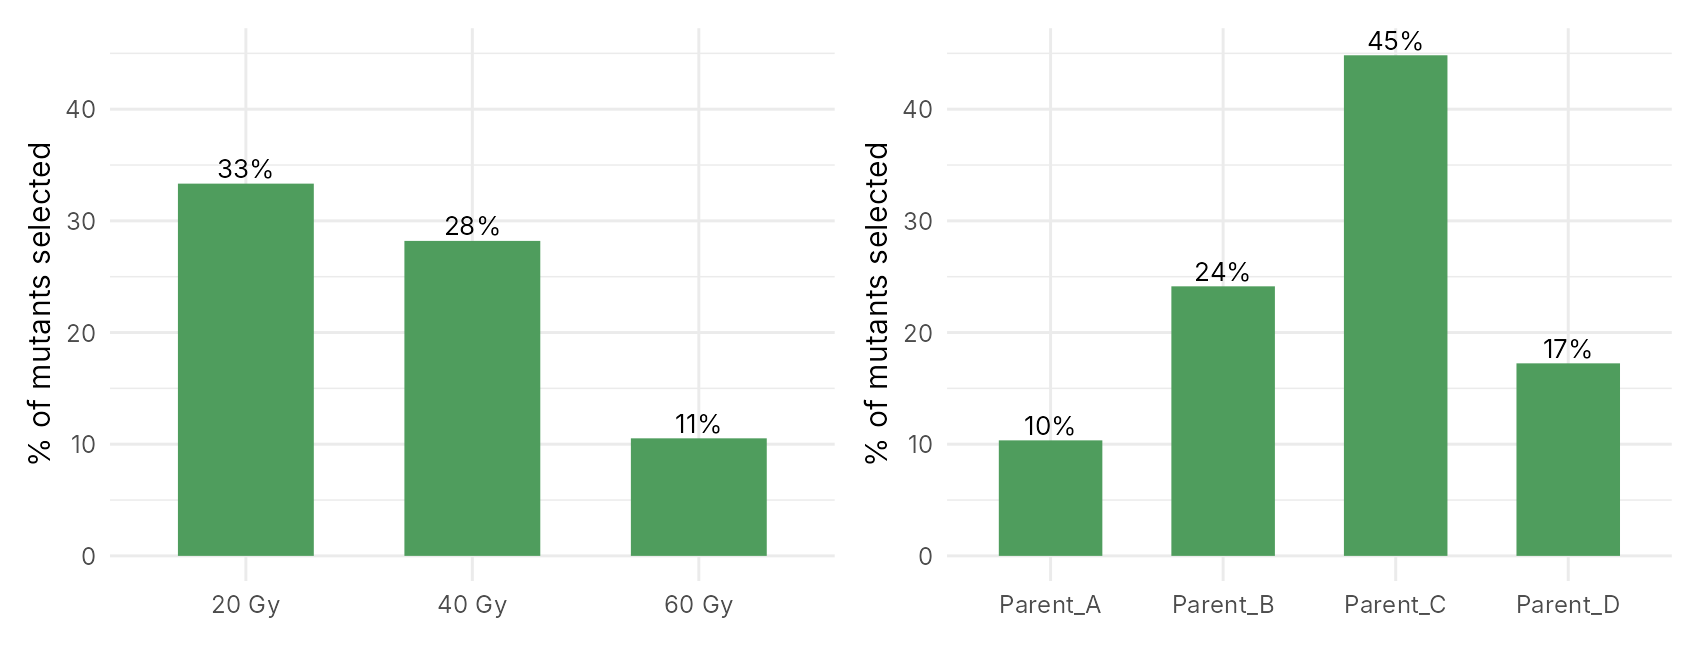 % of mutants selected
40
30
20
10
0
33%
28%
11%
20 Gy
40 Gy
60 Gy
% of mutants selected
40
30
20
10
0
10%
24%
45%
17%
Parent_A
Parent_B
Parent_C
Parent_D